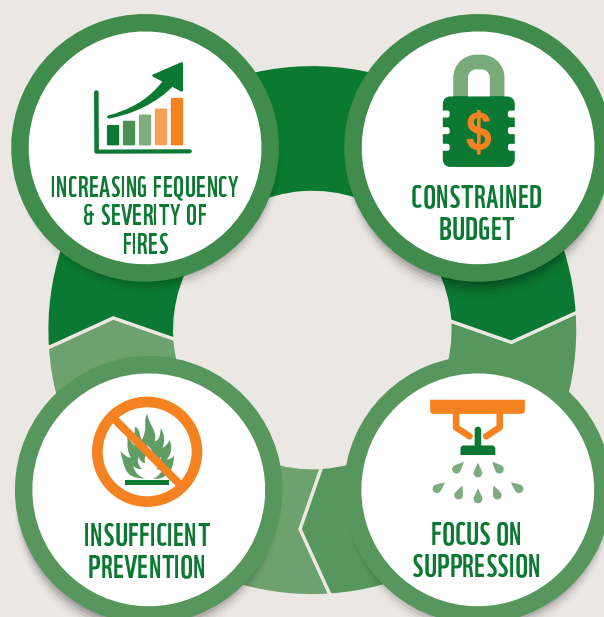 INCREASING FEQUENCY
& SEVERITY OF
FIRES
$
CONSTRAINED
BUDGET
INSUFFICIENT
PREVENTION
FOCUS ON
SUPPRESSION